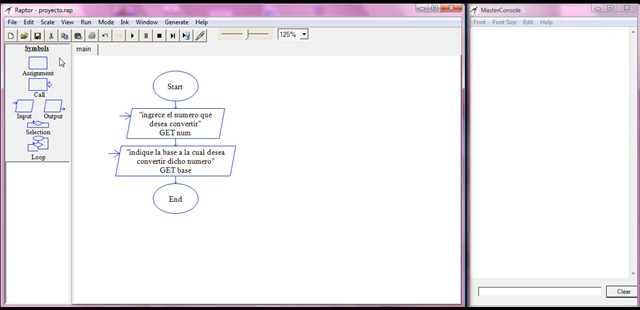 Raptor - proyecto.rap
File Edit Scale View Run Mode Ink Window Generate Help
125%
Symbols
Assignment
Call
Input Output
Selection
Loop
main
Start
"ingrece el numero que
desea convertir"
GET num
"indique la base a la cual desea
convertir dicho numero"
GET base
End
MasterConsole
Font Font Size Edit Help
Clear